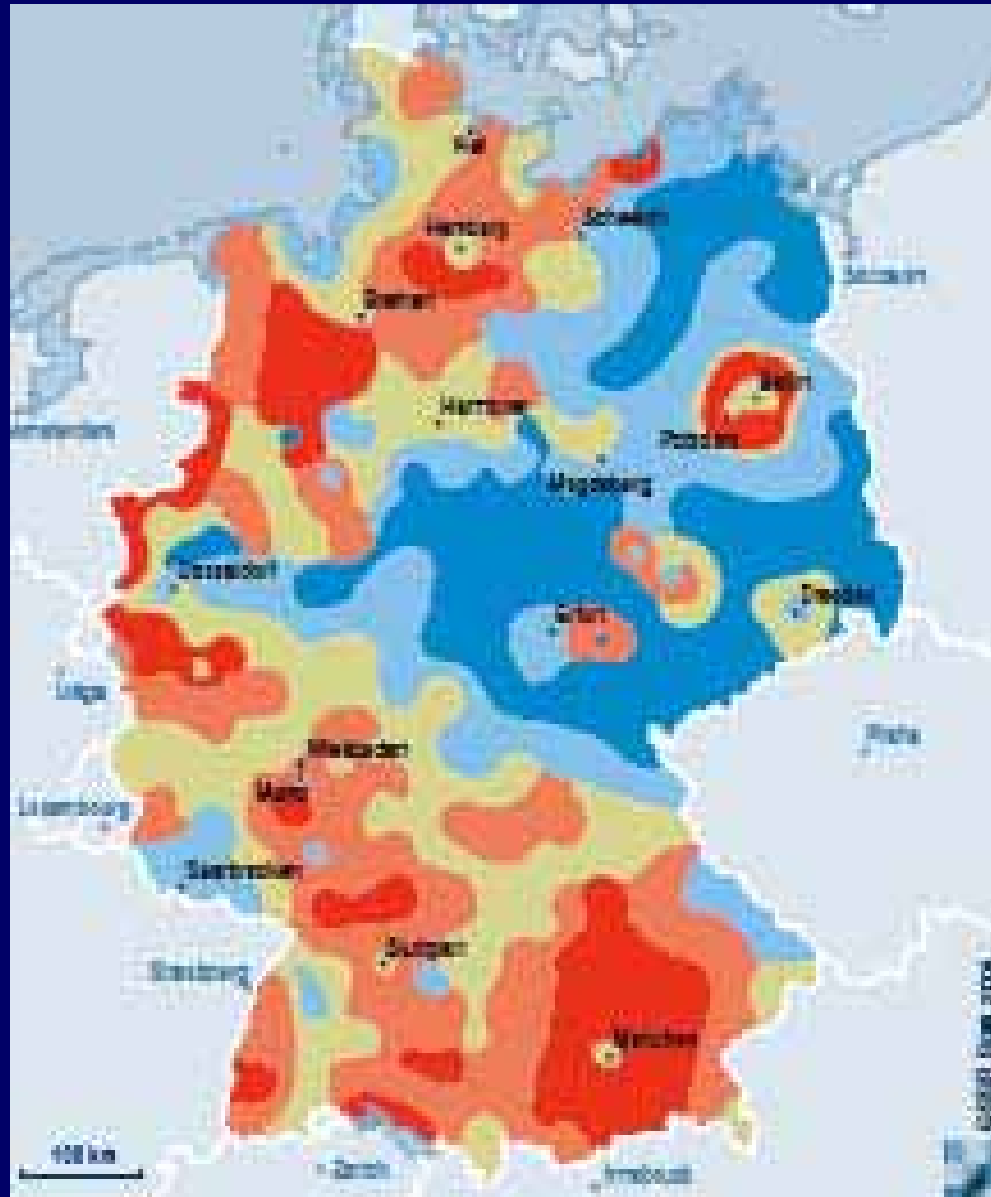 Kiel
Schwerin
Hamburg
Bremen
Berlin
Hannover
Potsdam
Magdeburg
Düsseldorf
Erfurt
Dresden
Liège
Praha
Wiesbaden
Mainz
Luxembourg
Saarbrücken
Stuttgart
Strasbourg
München
100 km
Zürich
Innsbruck